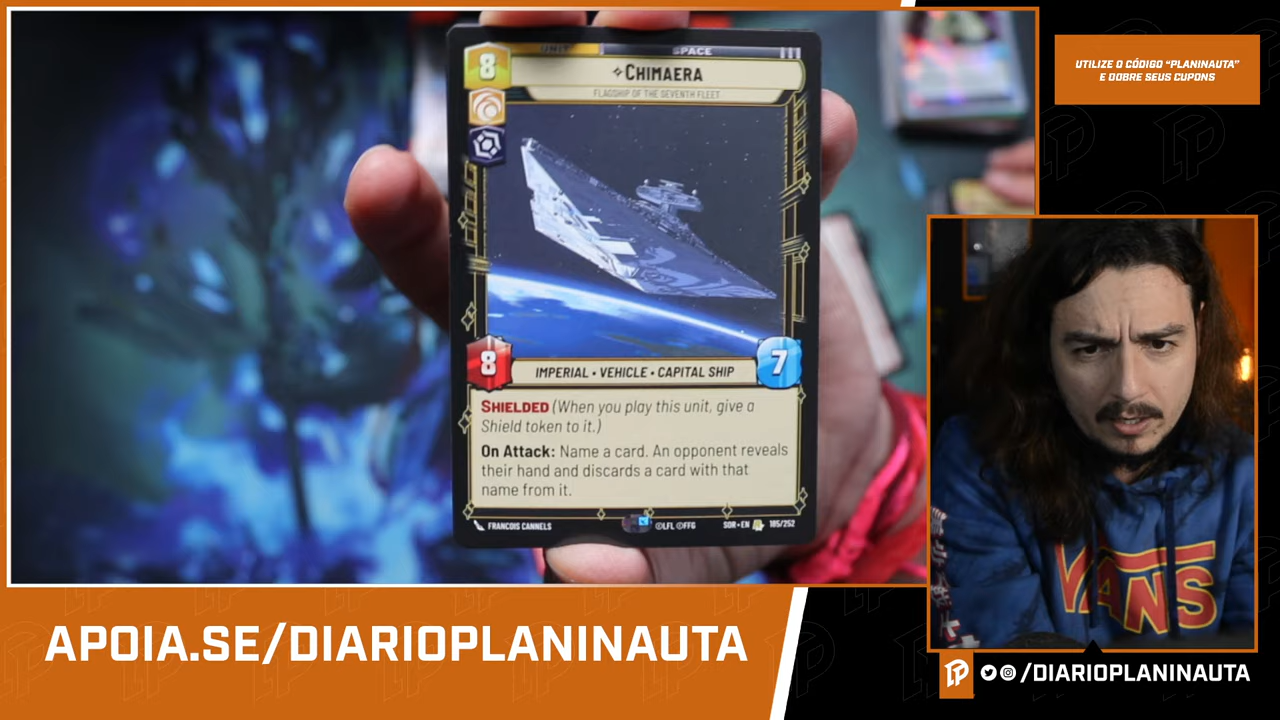 UTILIZE O CÓDIGO “PLANINAUTA”
E DOBRE SEUS CUPONS
UNIT
SPACE
8
CHIMAERA
FLAGSHIP OF THE SEVENTH FLEET
8
7
IMPERIAL • VEHICLE • CAPITAL SHIP
SHIELDED (When you play this unit, give a
Shield token to it.)
On Attack: Name a card. An opponent reveals
their hand and discards a card with that
name from it.
FRANCOIS CANNELS
©LFL ©FFG
SOR • EN
185/252
VANS
APOIA.SE/DIARIOPLANINAUTA
/DIARIOPLANINAUTA